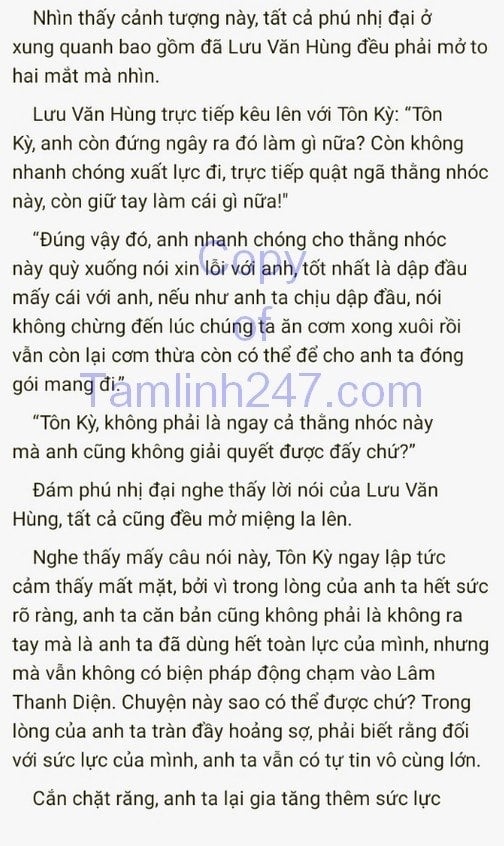 Nhìn thấy cảnh tượng này, tất cả phú nhị đại ở
xung quanh bao gồm đã Lưu Văn Hùng đều phải mở to
hai mắt mà nhìn.
Lưu Văn Hùng trực tiếp kêu lên với Tôn Kỳ: “Tôn
Kỳ, anh còn đứng ngây ra đó làm gì nữa? Còn không
nhanh chóng xuất lực đi, trực tiếp quật ngã thằng nhóc
này, còn giữ tay làm cái gì nữa!"
“Đúng vậy đó, anh nhanh chóng cho thằng nhóc
này quỳ xuống nói xin lỗi với anh, tốt nhất là dập đầu
mấy cái với anh, nếu như anh ta chịu dập đầu, nói
không chừng đến lúc chúng ta ăn cơm xong xuôi rồi
vẫn còn lại cơm thừa còn có thể để cho anh ta đóng
gói mang đi.”
“Tôn Kỳ, không phải là ngay cả thằng nhóc này
mà anh cũng không giải quyết được đấy chứ?”
Đám phú nhị đại nghe thấy lời nói của Lưu Văn
Hùng, tất cả cũng đều mở miệng la lên.
Nghe thấy mấy câu nói này, Tôn Kỳ ngay lập tức
cảm thấy mất mặt, bởi vì trong lòng của anh ta hết sức
rõ ràng, anh ta căn bản cũng không phải là không ra
tay mà là anh ta đã dùng hết toàn lực của mình, nhưng
mà vẫn không có biện pháp động chạm vào Lâm
Thanh Diện. Chuyện này sao có thể được chứ? Trong
lòng của anh ta tràn đầy hoảng sợ, phải biết rằng đối
với sức lực của mình, anh ta vẫn có tự tin vô cùng lớn.
Cắn chặt răng, anh ta lại gia tăng thêm sức lực
Copy
of
Tamlinh247.com